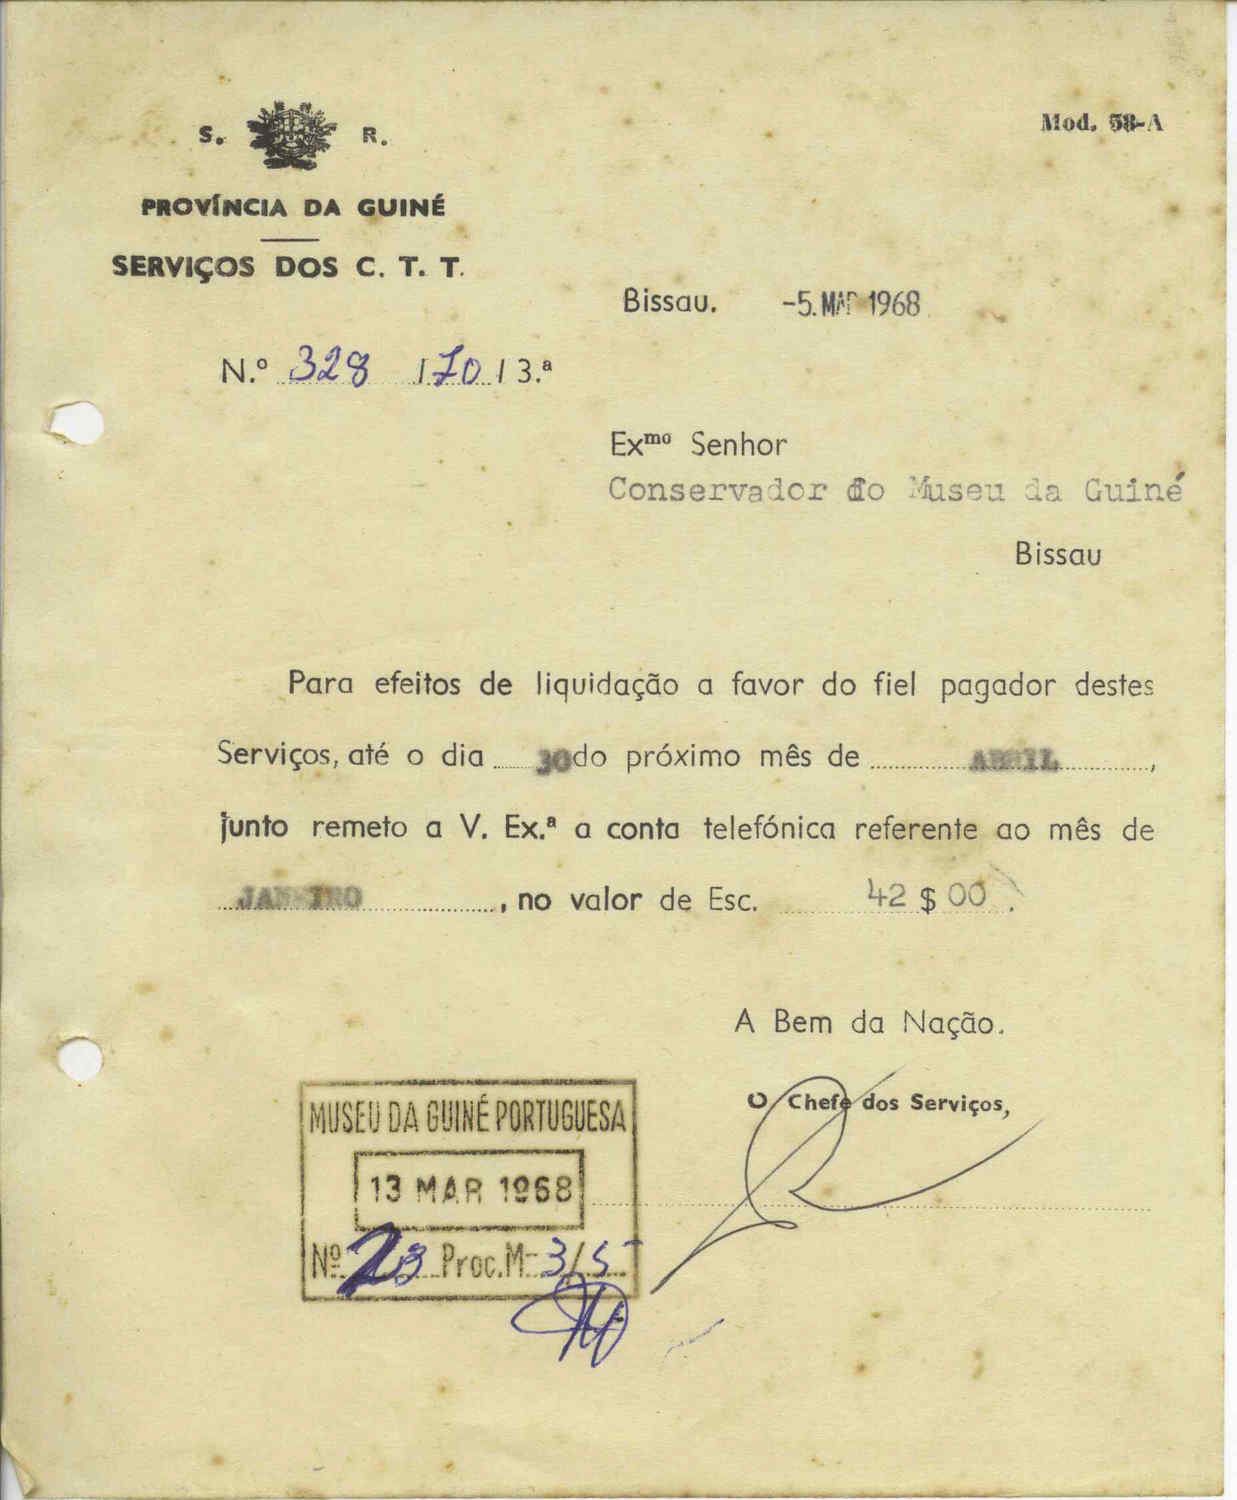 S. R.
Mod. 58-A
PROVÍNCIA DA GUINÉ
SERVIÇOS DOS C. T. T.
Bissau. -5. MAR 1968
N.º 328 / 70 / 3.ª
Exmo Senhor
Conservador do Museu da Guiné
Bissau
Para efeitos de liquidação a favor do fiel pagador destes
Serviços, até o dia 30 do próximo mês de ABRIL,
junto remeto a V. Ex.ª a conta telefónica referente ao mês de
JANEIRO, no valor de Esc. 42$00.
A Bem da Nação.
O Chefe dos Serviços,
MUSEU DA GUINÉ PORTUGUESA
13 MAR 1968
Nº 23 Proc. M- 3/5